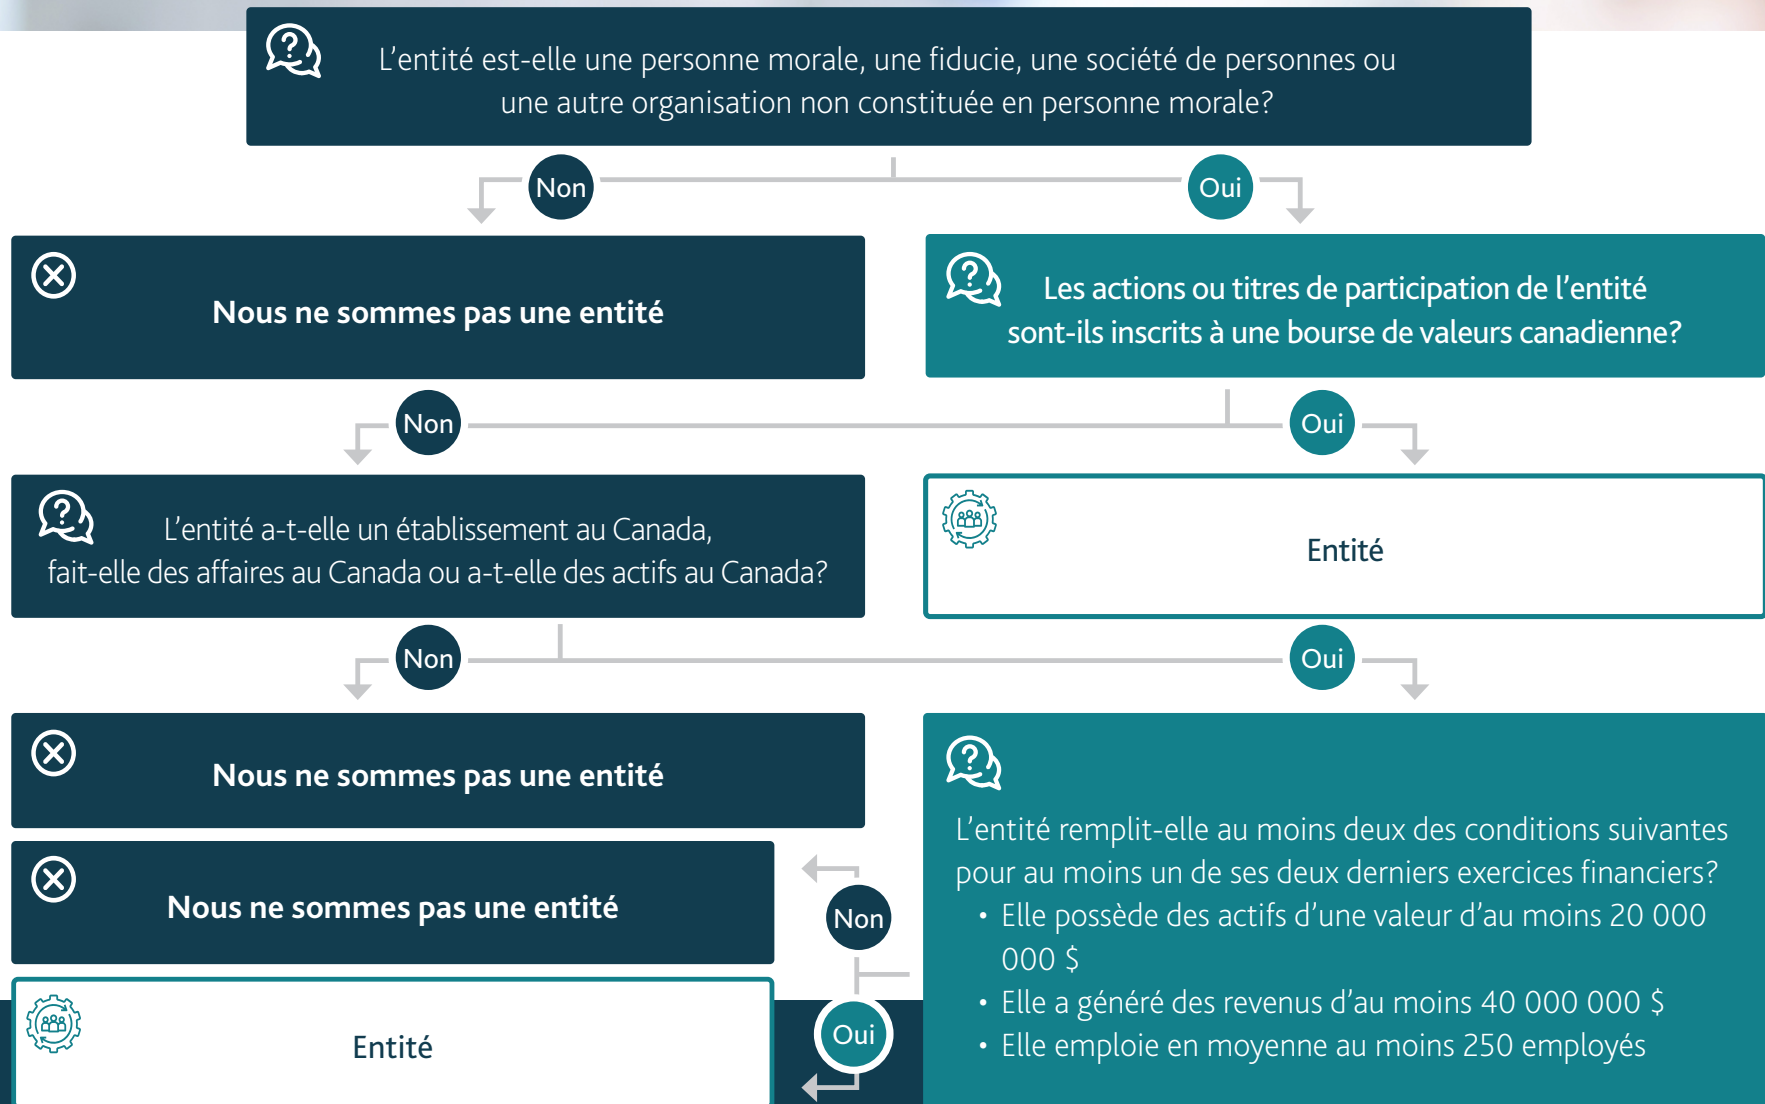 L'entité est-elle une personne morale, une fiducie, une société de personnes ou
une autre organisation non constituée en personne morale?
Non
Oui
Nous ne sommes pas une entité
Les actions ou titres de participation de l'entité
sont-ils inscrits à une bourse de valeurs canadienne?
Non
Oui
L'entité a-t-elle un établissement au Canada,
fait-elle des affaires au Canada ou a-t-elle des actifs au Canada?
Entité
Non
Oui
Nous ne sommes pas une entité
L'entité remplit-elle au moins deux des conditions suivantes
pour au moins un de ses deux derniers exercices financiers?
• Elle possède des actifs d'une valeur d'au moins 20 000
000 $
• Elle a généré des revenus d'au moins 40 000 000 $
• Elle emploie en moyenne au moins 250 employés
Non
Nous ne sommes pas une entité
Oui
Entité